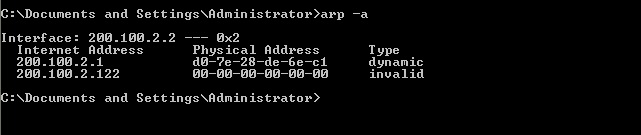 C:\Documents and Settings\Administrator>arp -a
Interface: 200.100.2.2 --- 0x2
Internet Address Physical Address Type
200.100.2.1 d0-7e-28-de-6e-c1 dynamic
200.100.2.122 00-00-00-00-00-00 invalid
C:\Documents and Settings\Administrator>